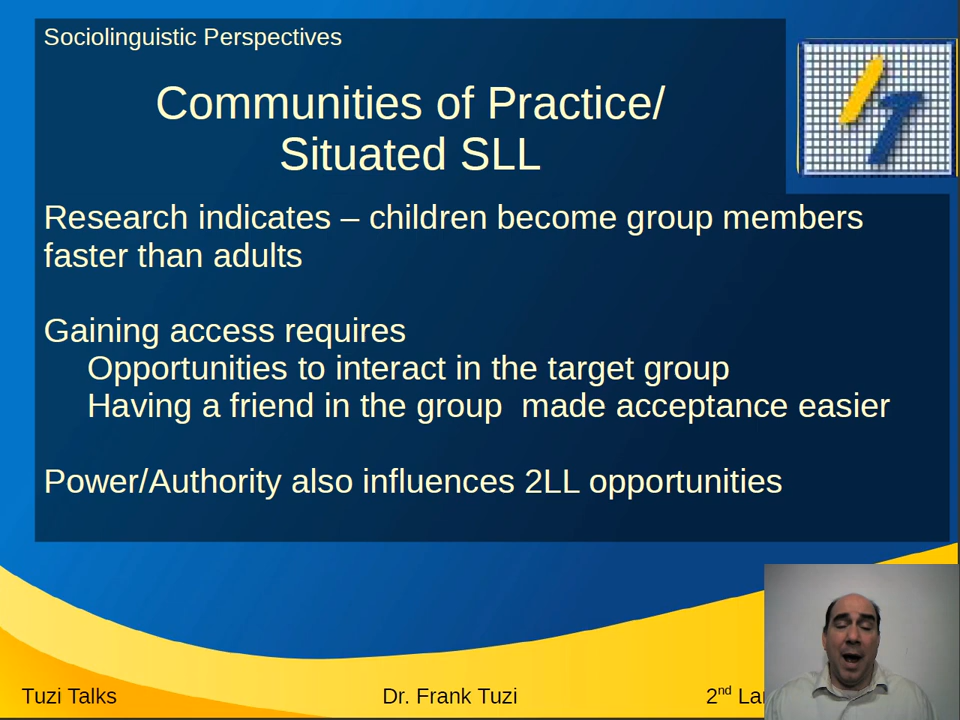 Sociolinguistic Perspectives
Communities of Practice/
Situated SLL
Research indicates – children become group members
faster than adults
Gaining access requires
Opportunities to interact in the target group
Having a friend in the group  made acceptance easier
Power/Authority also influences 2LL opportunities
Tuzi Talks
Dr. Frank Tuzi
2nd